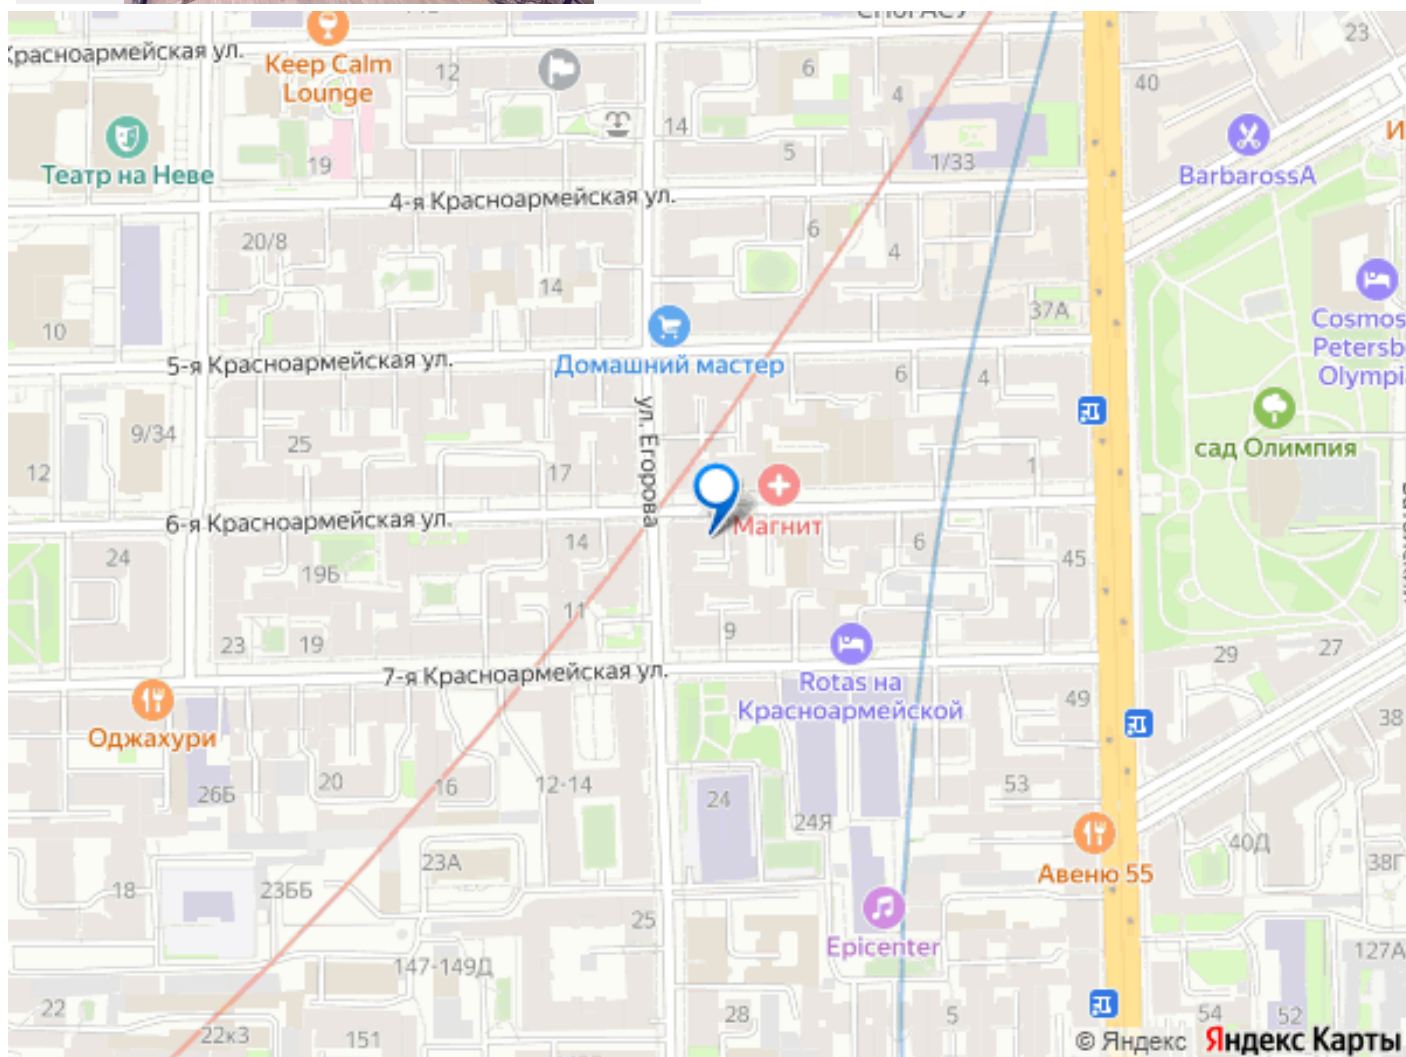 Красноармейская ул.
Keep Calm
Lounge
12
6
4
40
23
14
BarbarossA
Театр на Неве
19
5
1/33
4-я Красноармейская ул.
20/8
6
4
14
37А
10
Домашний мастер
5-я Красноармейская ул.
6
4
Cosmos
Petersb
Olympi
сад Олимпия
9/34
25
ул. Егорова
12
17
1
6-я Красноармейская ул.
Магнит
24
14
6
45
19Б
11
9
23
19
29
27
7-я Красноармейская ул.
Rotas на
Красноармейской
49
38
Оджахури
26Б
20
16
12-14
24
24Я
53
40Д
38Г
23А
Авеню 55
18
23ББ
25
Epicenter
127А
147-149Д
22
22к3
151
28
5
54
52
© Яндекс Яндекс Карты